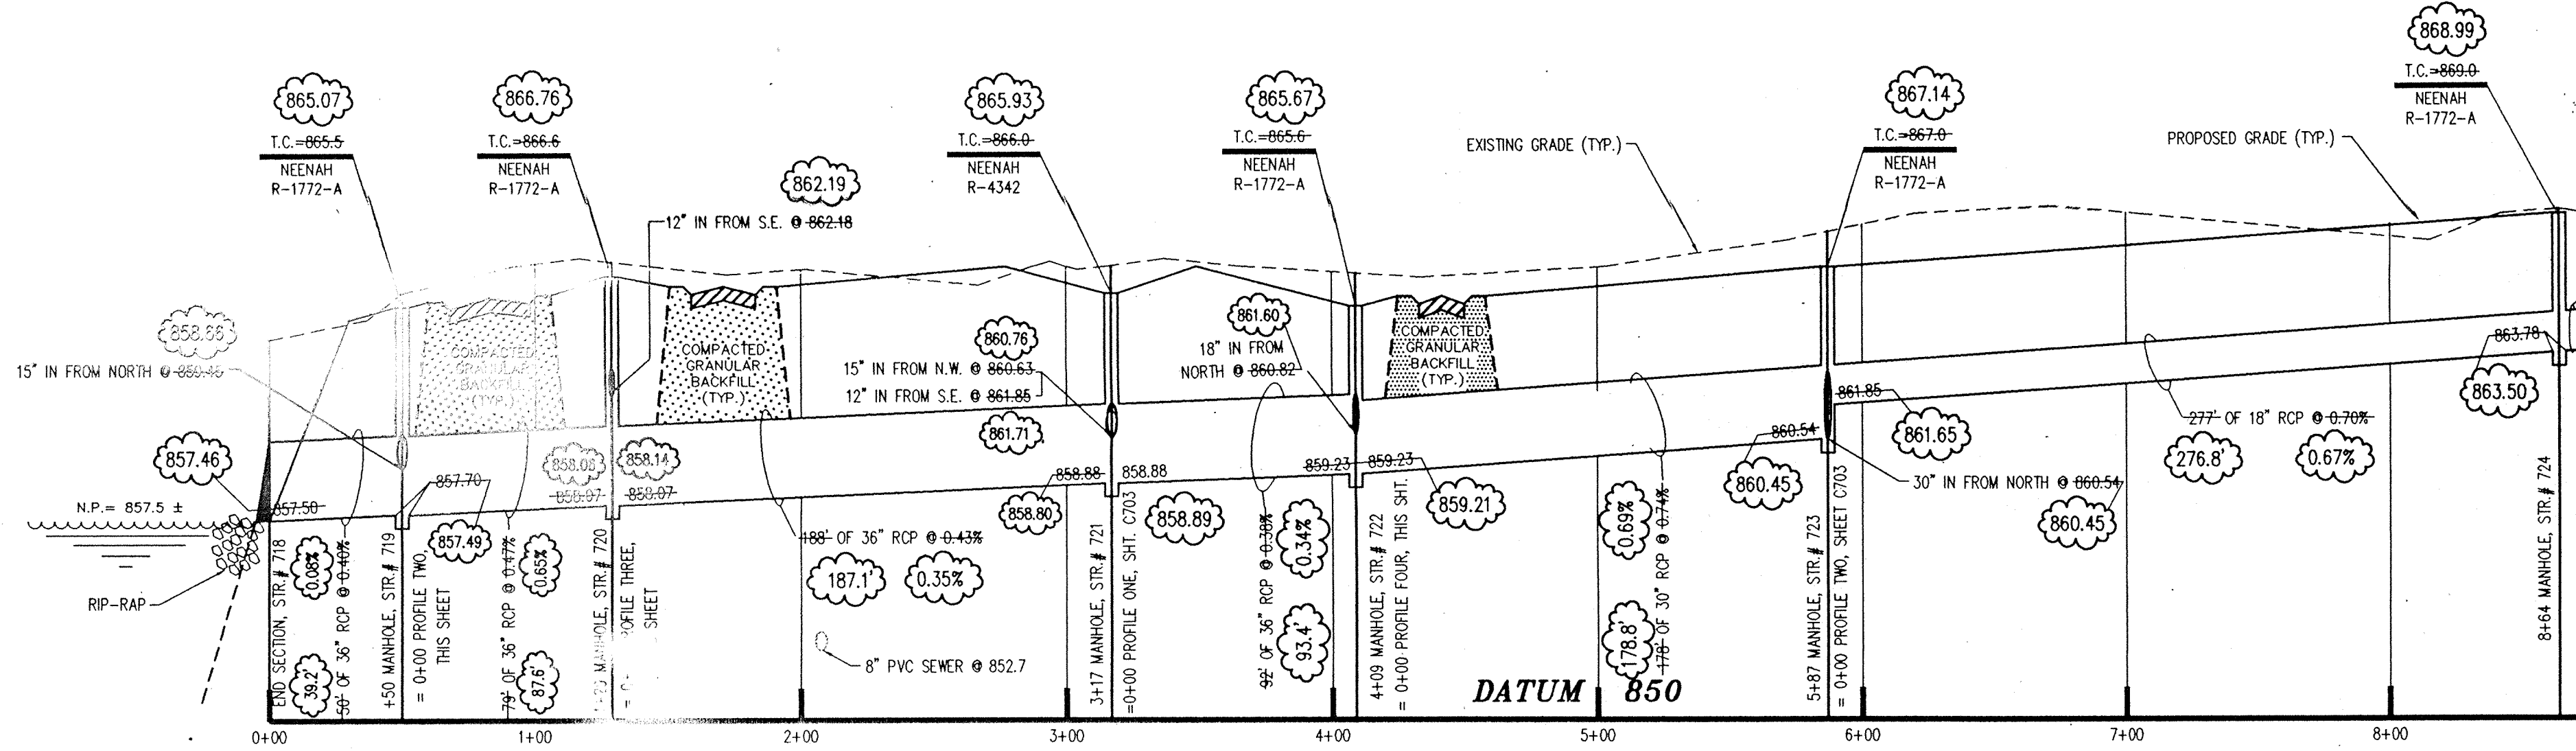 868.99
T.C.=869.0
NEENAH
R-1772-A
865.07
T.C.=865.5
NEENAH
R-1772-A
866.76
T.C.=866.6
NEENAH
R-1772-A
865.93
T.C.=866.0
NEENAH
R-4342
865.67
T.C.=865.6
NEENAH
R-1772-A
867.14
T.C.=867.0
NEENAH
R-1772-A
EXISTING GRADE (TYP.)
PROPOSED GRADE (TYP.)
862.19
12" IN FROM S.E. @ 862.18
858.66
15" IN FROM NORTH @
COMPACTED
GRANULAR
BACKFILL
(TYP.)
COMPACTED
GRANULAR
BACKFILL
(TYP.)
860.76
15" IN FROM N.W. @ 860.63
12" IN FROM S.E. @ 861.85
861.71
861.60
18" IN FROM
NORTH @ 860.82
COMPACTED
GRANULAR
BACKFILL
(TYP.)
857.46
N.P.= 857.5 ±
857.50
RIP-RAP
857.70
857.49
858.06
858.07
858.14
858.07
188' OF 36" RCP @ 0.43%
187.1'
0.35%
8" PVC SEWER @ 852.7
858.88
858.80
858.88
858.89
859.23
859.23
859.21
860.54
860.45
861.85
861.65
30" IN FROM NORTH @ 860.54
860.45
277' OF 18" RCP @ 0.70%
276.8'
0.67%
863.78
863.50
END SECTION, STR.# 718
0.08%
39.2'
50' OF 36" RCP @ 0.40%
+50 MANHOLE, STR.# 719
= 0+00 PROFILE TWO,
THIS SHEET
79' OF 36" RCP @ 0.47%
0.65%
87.6'
MANHOLE, STR.# 720
PROFILE THREE,
SHEET
3+17 MANHOLE, STR.# 721
=0+00 PROFILE ONE, SHT. C703
92' OF 36" RCP @ 0.38%
0.34%
93.4'
4+09 MANHOLE, STR.# 722
= 0+00 PROFILE FOUR, THIS SHT.
0.69%
178.8'
178' OF 30" RCP @ 0.74%
5+87 MANHOLE, STR.# 723
= 0+00 PROFILE TWO, SHEET C703
8+64 MANHOLE, STR.# 724
DATUM 850
0+00
1+00
2+00
3+00
4+00
5+00
6+00
7+00
8+00